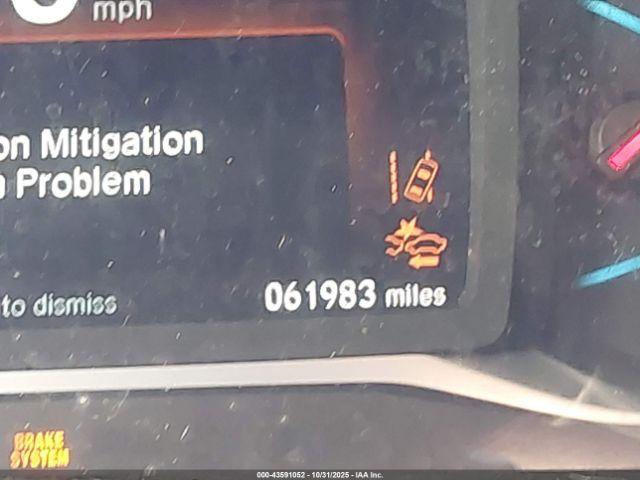 mph
on Mitigation
Problem
to dismiss
061983 miles
BRAKE
SYSTEM
000-43591052 - 10/31/2025 - IAA Inc.